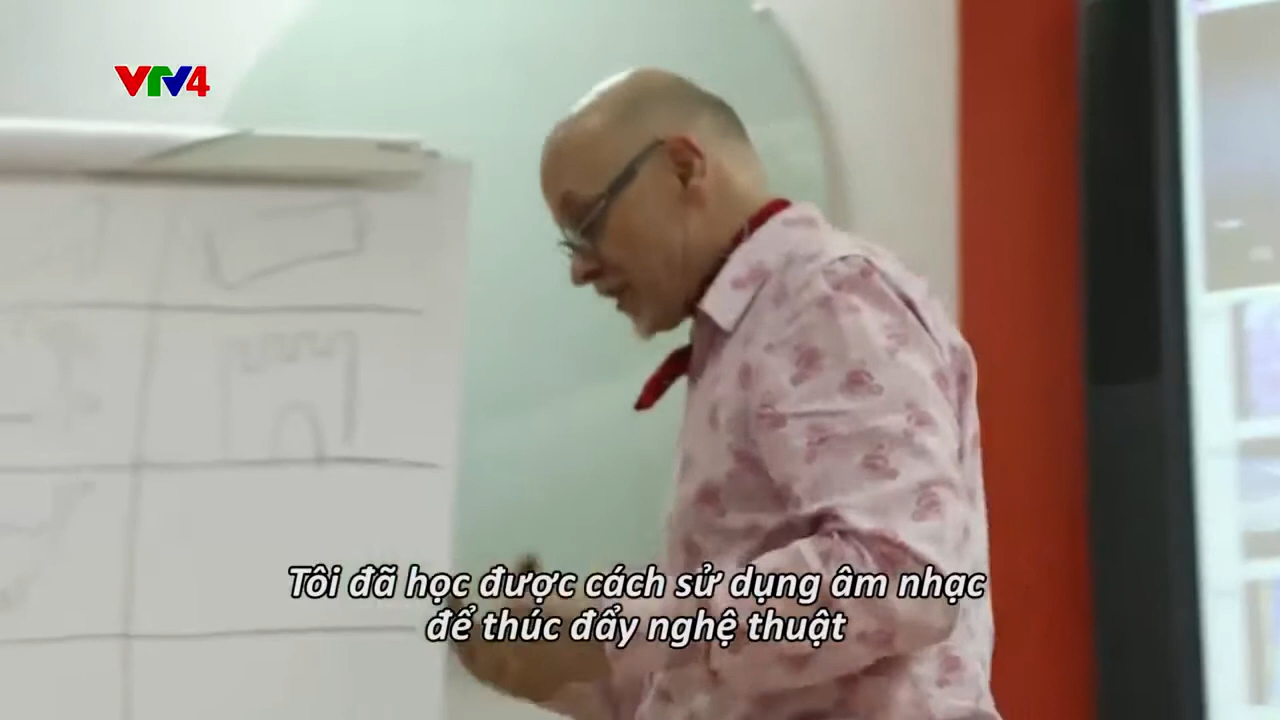 VTV4
Tôi đã học được cách sử dụng âm nhạc
để thúc đẩy nghệ thuật